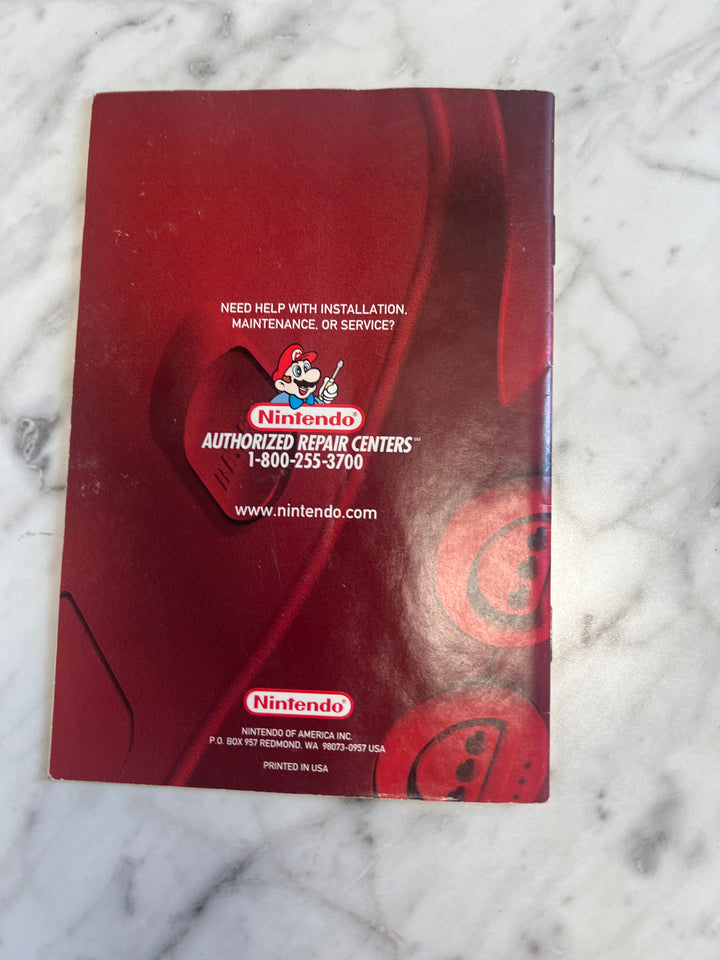 NEED HELP WITH INSTALLATION,
MAINTENANCE, OR SERVICE?
Nintendo®
AUTHORIZED REPAIR CENTERS℠
1-800-255-3700
www.nintendo.com
Nintendo®
NINTENDO OF AMERICA INC.
P.O. BOX 957 REDMOND, WA 98073-0957 USA
PRINTED IN USA